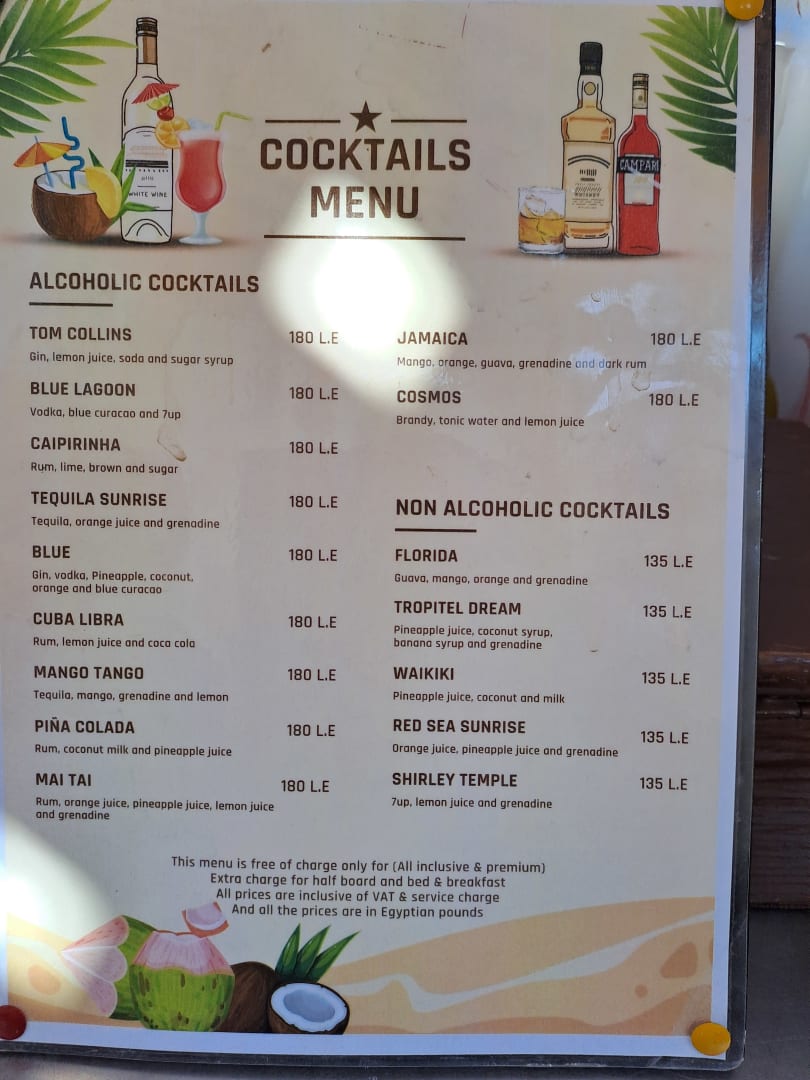 COCKTAILS
MENU
WHITE WINE
WHISKEY
CAMPARI
ALCOHOLIC COCKTAILS
TOM COLLINS 180 L.E
Gin, lemon juice, soda and sugar syrup
BLUE LAGOON 180 L.E
Vodka, blue curacao and 7up
CAIPIRINHA 180 L.E
Rum, lime, brown and sugar
TEQUILA SUNRISE 180 L.E
Tequila, orange juice and grenadine
BLUE 180 L.E
Gin, vodka, Pineapple, coconut,
orange and blue curacao
CUBA LIBRA 180 L.E
Rum, lemon juice and coca cola
MANGO TANGO 180 L.E
Tequila, mango, grenadine and lemon
PIÑA COLADA 180 L.E
Rum, coconut milk and pineapple juice
MAI TAI 180 L.E
Rum, orange juice, pineapple juice, lemon juice
and grenadine
JAMAICA 180 L.E
Mango, orange, guava, grenadine and dark rum
COSMOS 180 L.E
Brandy, tonic water and lemon juice
NON ALCOHOLIC COCKTAILS
FLORIDA 135 L.E
Guava, mango, orange and grenadine
TROPITEL DREAM 135 L.E
Pineapple juice, coconut syrup,
banana syrup and grenadine
WAIKIKI 135 L.E
Pineapple juice, coconut and milk
RED SEA SUNRISE 135 L.E
Orange juice, pineapple juice and grenadine
SHIRLEY TEMPLE 135 L.E
7up, lemon juice and grenadine
This menu is free of charge only for (All inclusive & premium)
Extra charge for half board and bed & breakfast
All prices are inclusive of VAT & service charge
And all the prices are in Egyptian pounds